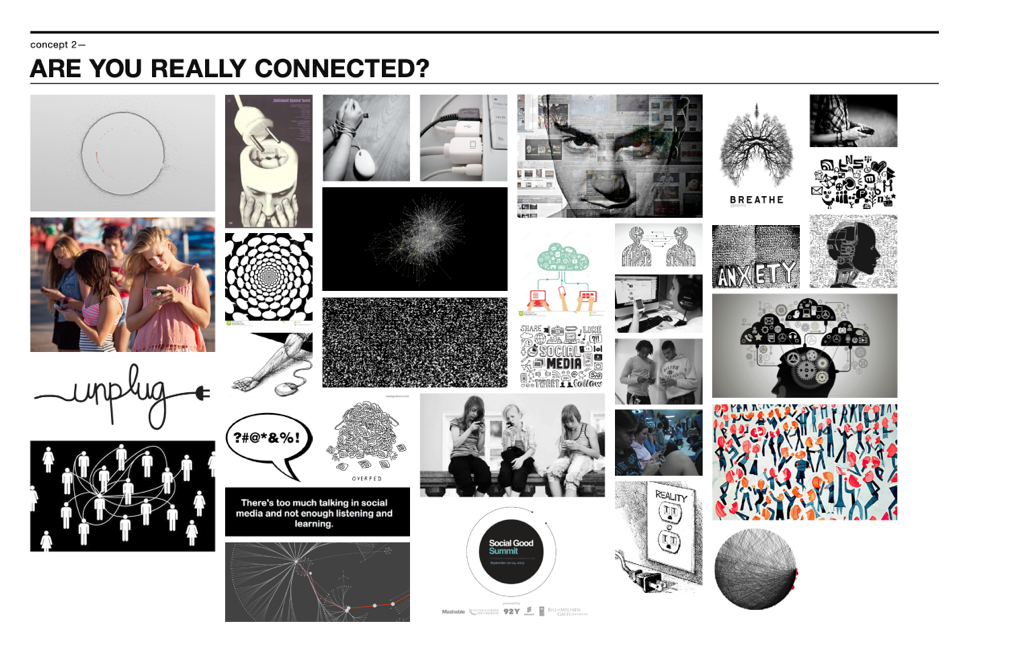 concept 2—
ARE YOU REALLY CONNECTED?
BREATHE
ANXIETY
unplug
SHARE
LIKE
SOCIAL
MEDIA
TWEET
follow
?#@*&%!
OVERFED
REALITY
There's too much talking in social
media and not enough listening and
learning.
Social Good
Summit
Mashable
92Y